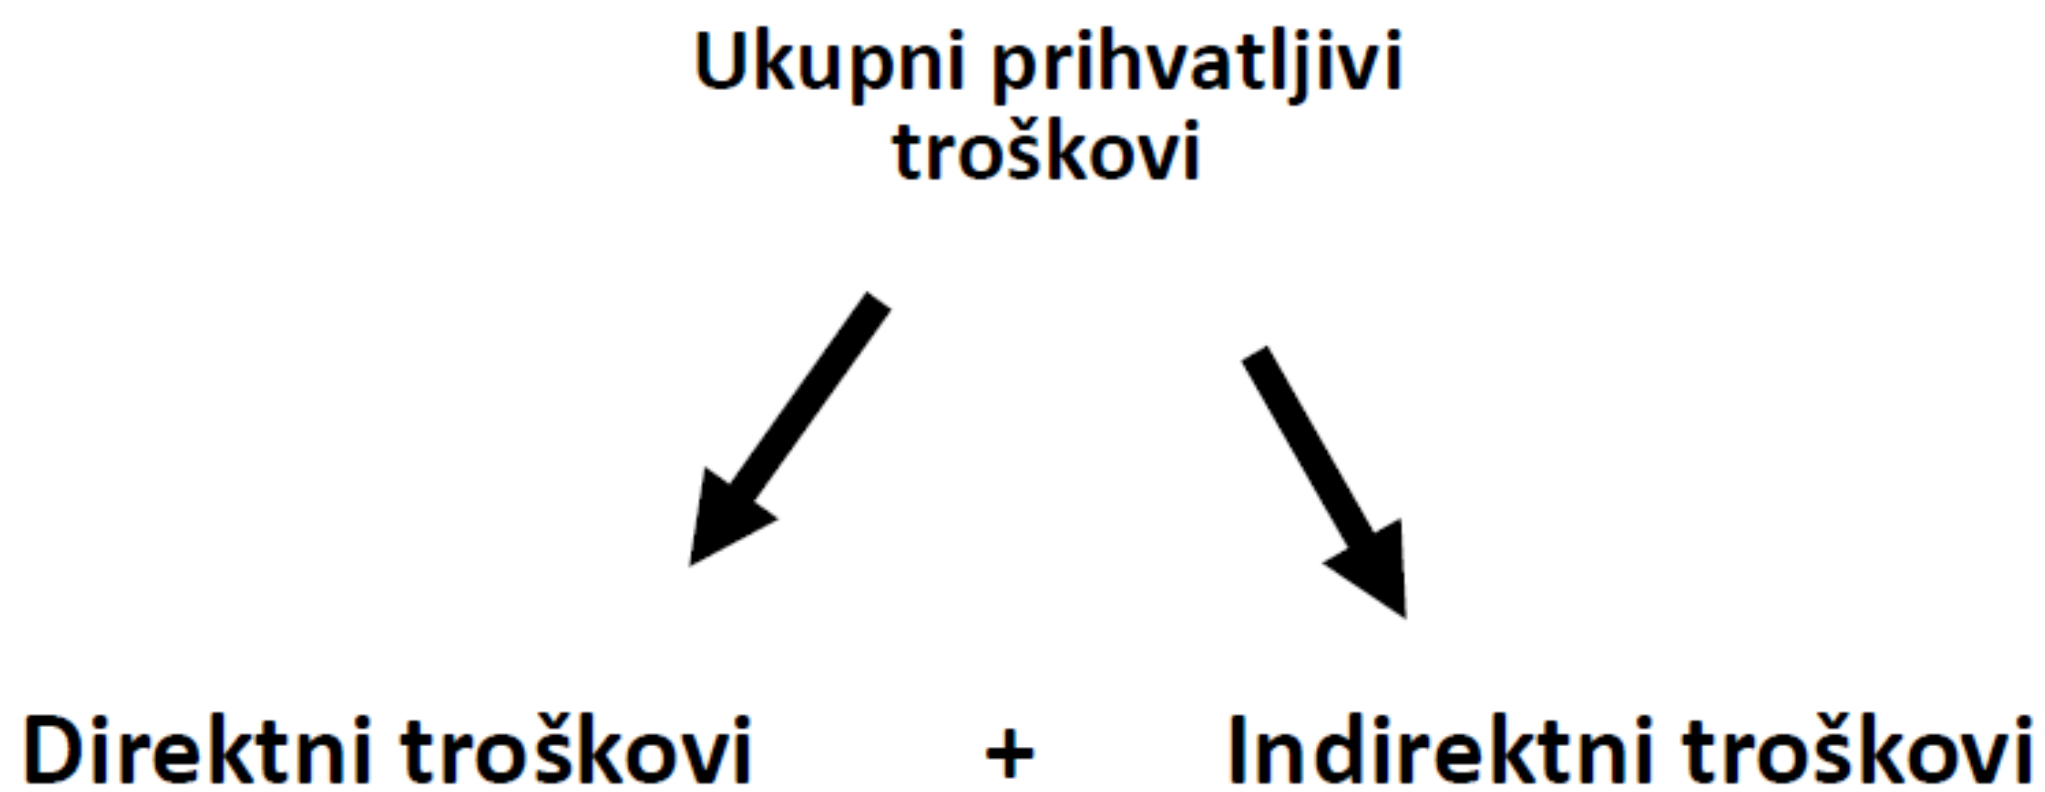 Ukupni prihvatljivi
troškovi
Direktni troškovi + Indirektni troškovi